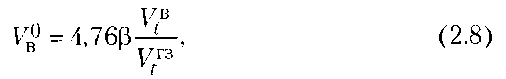 V_в^0 = 4,76β V_t^в / V_t^гз, (2.8)